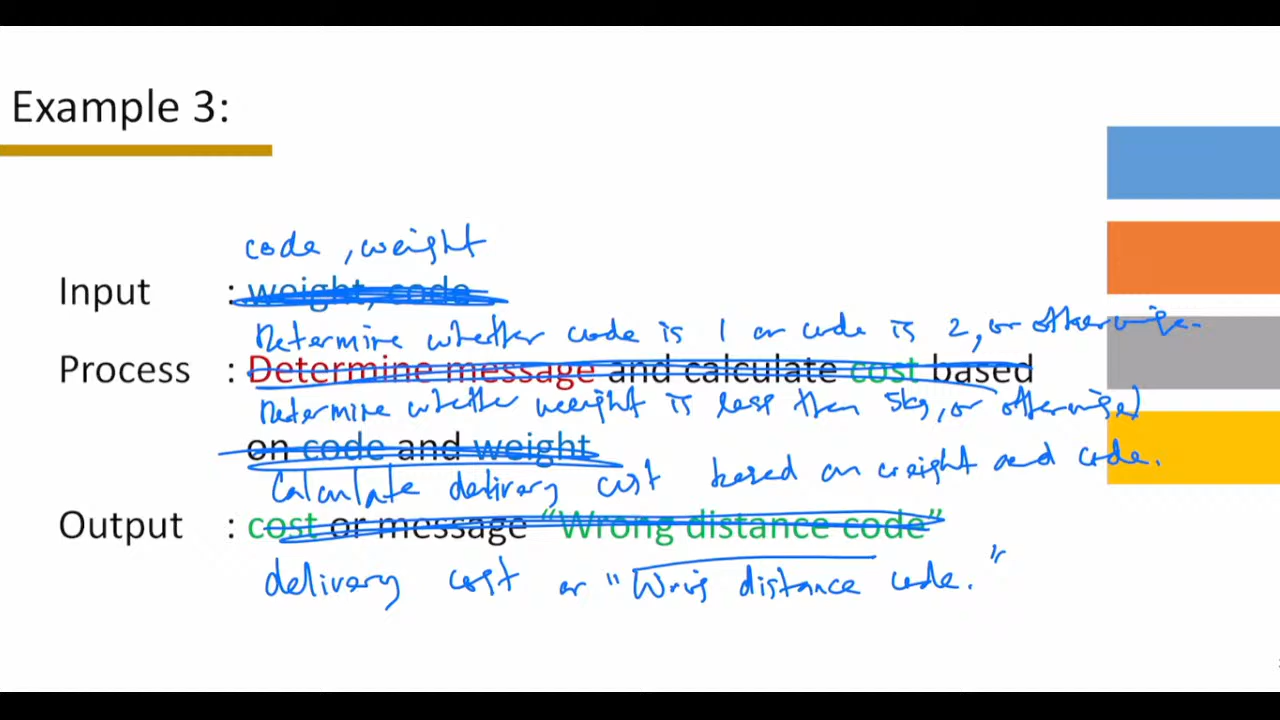 Example 3:
code, weight
Input : weight, code
Determine whether code is 1 or code is 2, or otherwise.
Process : Determine message and calculate cost based
Determine whether weight is less than 5kg, or otherwise
on code and weight
Calculate delivery cost based on weight and code.
Output : cost or message “Wrong distance code”
delivery cost or "Wrong distance code."